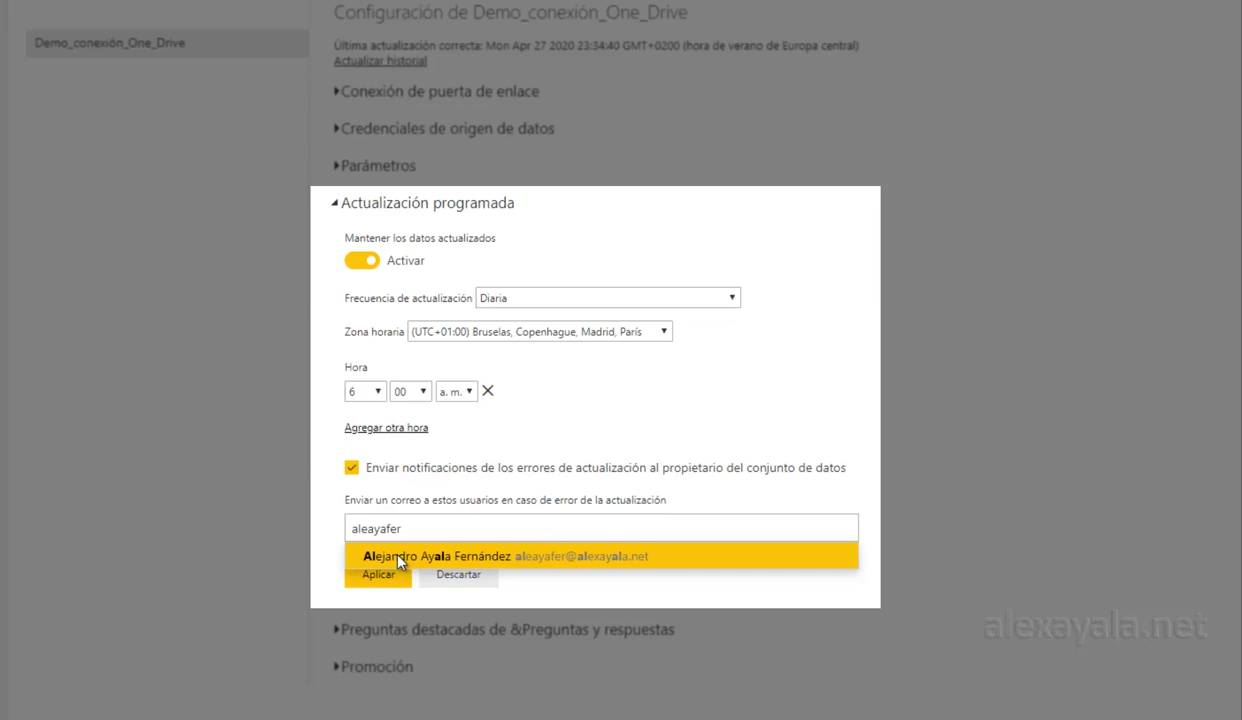 Configuración de Demo_conexión_One_Drive
Demo_conexión_One_Drive
Última actualización correcta: Mon Apr 27 2020 23:34:40 GMT+0200 (hora de verano de Europa central)
Actualizar historial
Conexión de puerta de enlace
Credenciales de origen de datos
Parámetros
Actualización programada
Mantener los datos actualizados
Activar
Frecuencia de actualización Diaria
Zona horaria (UTC+01:00) Bruselas, Copenhague, Madrid, París
Hora
6 00 a. m.
Agregar otra hora
Enviar notificaciones de los errores de actualización al propietario del conjunto de datos
Enviar un correo a estos usuarios en caso de error de la actualización
aleayafer
Alejandro Ayala Fernández aleayafer@alexayala.net
Aplicar Descartar
Preguntas destacadas de &Preguntas y respuestas
alexayala.net
Promoción